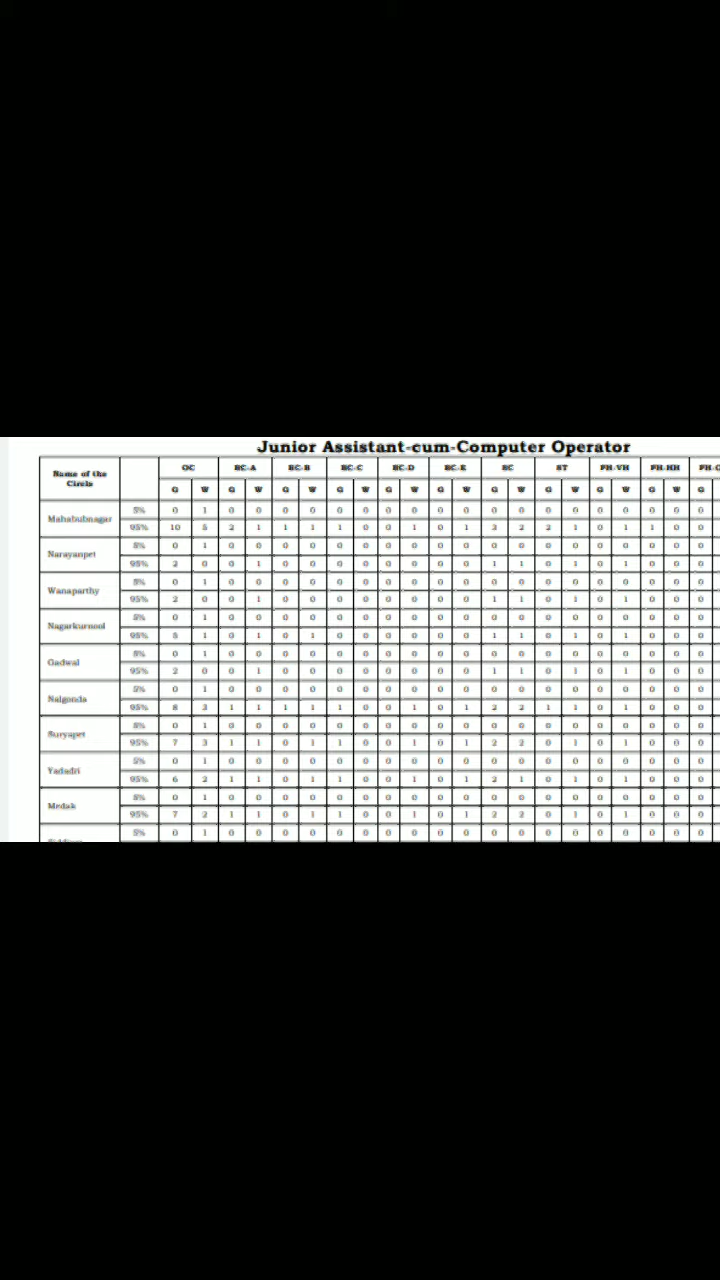 Junior Assistant-cum-Computer Operator
Name of the Circle OC BC-A BC-B BC-C BC-D BC-E SC ST PH-VH PH-HH
G W G W G W G W G W G W G W G W G W G W G
Mahabubnagar
5% 0 1 0 0 0 0 0 0 0 0 0 0 0 0 0 0 0 0 0 0 0
95% 10 5 2 1 1 1 1 0 0 1 0 1 3 2 2 1 0 1 1 0 0
Narayanpet
5% 0 1 0 0 0 0 0 0 0 0 0 0 0 0 0 0 0 0 0 0 0
95% 2 0 0 1 0 0 0 0 0 0 0 0 1 1 0 1 0 1 0 0 0
Wanaparthy
5% 0 1 0 0 0 0 0 0 0 0 0 0 0 0 0 0 0 0 0 0 0
95% 2 0 0 1 0 0 0 0 0 0 0 0 1 1 0 1 0 1 0 0 0
Nagarkurnool
5% 0 1 0 0 0 0 0 0 0 0 0 0 0 0 0 0 0 0 0 0 0
95% 5 1 0 1 0 1 0 0 0 0 0 0 1 1 0 1 0 1 0 0 0
Gadwal
5% 0 1 0 0 0 0 0 0 0 0 0 0 0 0 0 0 0 0 0 0 0
95% 2 0 0 1 0 0 0 0 0 0 0 0 1 1 0 1 0 1 0 0 0
Nalgonda
5% 0 1 0 0 0 0 0 0 0 0 0 0 0 0 0 0 0 0 0 0 0
95% 8 3 1 1 1 1 1 0 0 1 0 1 2 2 1 1 0 1 0 0 0
Suryapet
5% 0 1 0 0 0 0 0 0 0 0 0 0 0 0 0 0 0 0 0 0 0
95% 7 3 1 1 0 1 1 0 0 1 0 1 2 2 0 1 0 1 0 0 0
Yadadri
5% 0 1 0 0 0 0 0 0 0 0 0 0 0 0 0 0 0 0 0 0 0
95% 6 2 1 1 0 1 1 0 0 1 0 1 2 1 0 1 0 1 0 0 0
Medak
5% 0 1 0 0 0 0 0 0 0 0 0 0 0 0 0 0 0 0 0 0 0
95% 7 2 1 1 0 1 1 0 0 1 0 1 2 2 0 1 0 1 0 0 0
5% 0 1 0 0 0 0 0 0 0 0 0 0 0 0 0 0 0 0 0 0 0